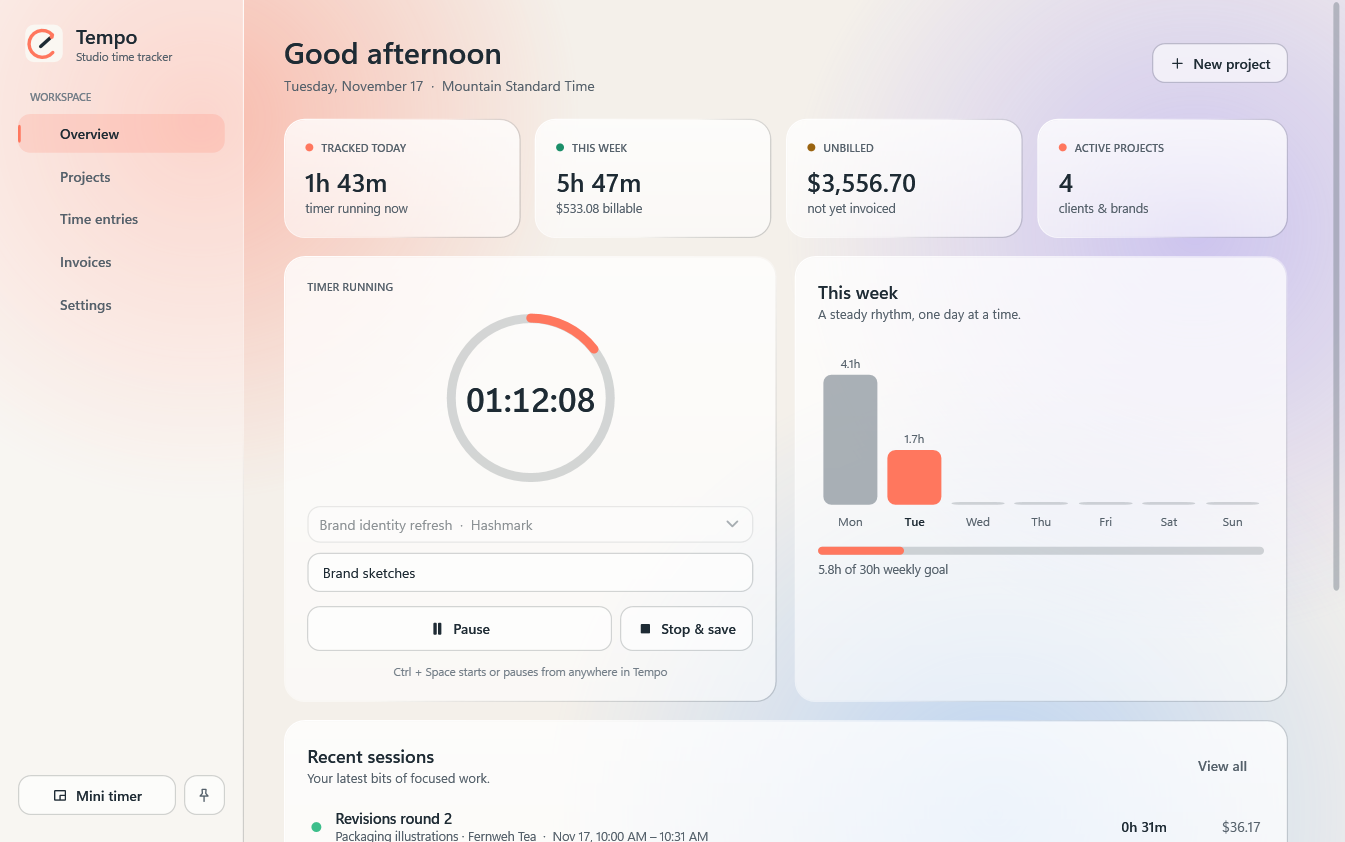 Tempo
Studio time tracker
WORKSPACE
Overview
Projects
Time entries
Invoices
Settings
Mini timer
Good afternoon
Tuesday, November 17 · Mountain Standard Time
New project
TRACKED TODAY
1h 43m
timer running now
THIS WEEK
5h 47m
$533.08 billable
UNBILLED
$3,556.70
not yet invoiced
ACTIVE PROJECTS
4
clients & brands
TIMER RUNNING
01:12:08
Brand identity refresh · Hashmark
Brand sketches
Pause
Stop & save
Ctrl + Space starts or pauses from anywhere in Tempo
This week
A steady rhythm, one day at a time.
4.1h
1.7h
Mon Tue Wed Thu Fri Sat Sun
5.8h of 30h weekly goal
Recent sessions
Your latest bits of focused work.
View all
Revisions round 2
Packaging illustrations · Fernweh Tea · Nov 17, 10:00 AM – 10:31 AM
0h 31m
$36.17